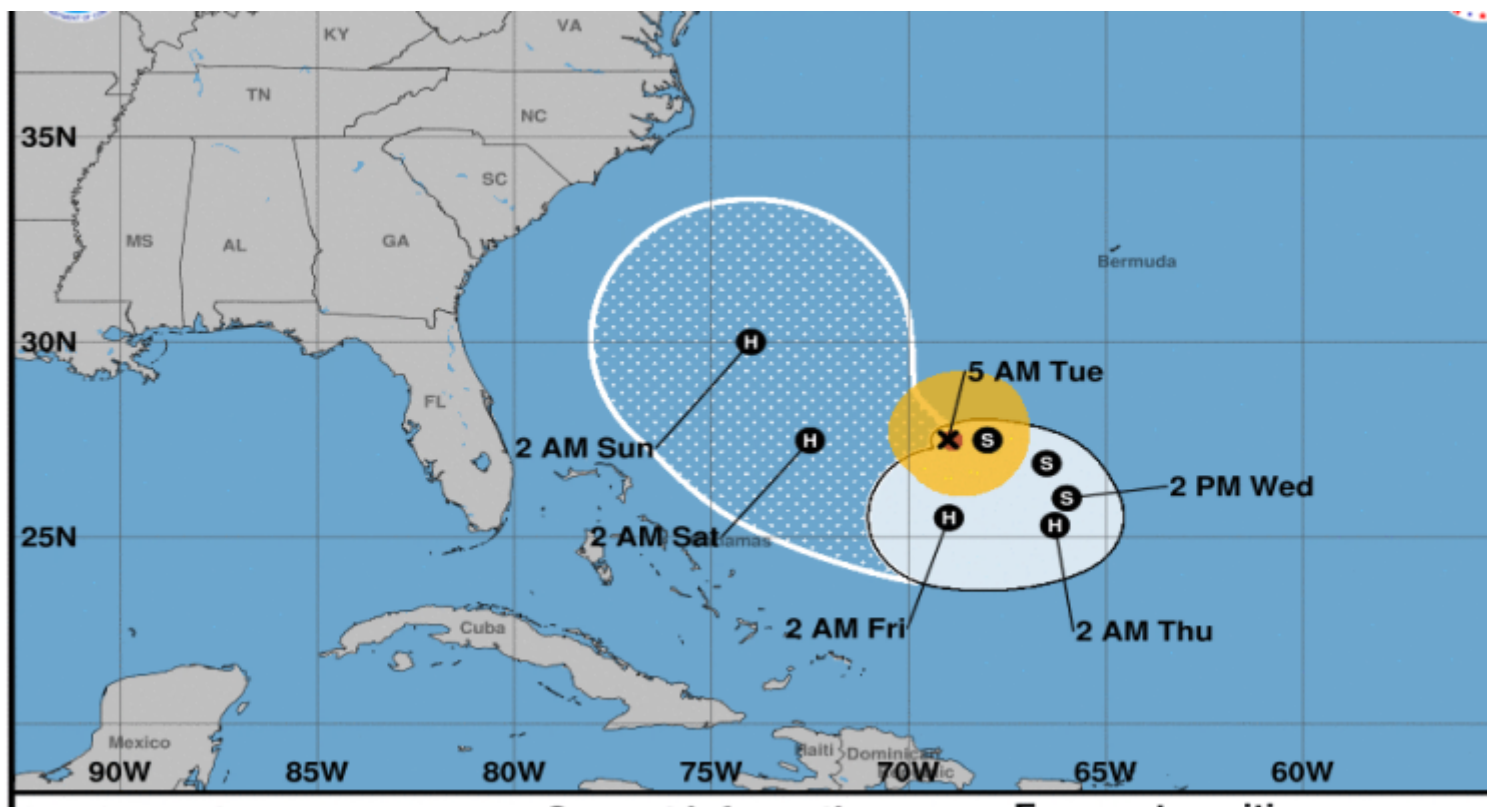 KY
VA
TN
NC
35N
SC
MS
AL
GA
Bermuda
30N
5 AM Tue
FL
H
2 AM Sun
H
S
S
S
2 PM Wed
2 AM Sat
H
H
25N
2 AM Fri
2 AM Thu
Cuba
Mexico
Haiti
Dominican
90W
85W
80W
75W
70W
65W
60W